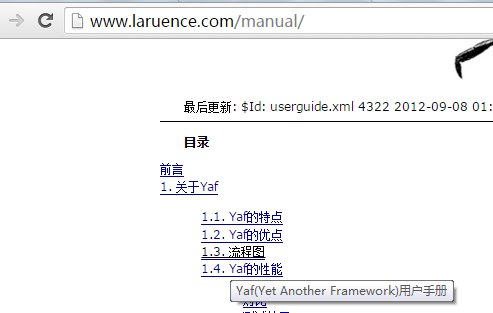 www.laruence.com/manual/
最后更新: $Id: userguide.xml 4322 2012-09-08 01:
目录
前言
1. 关于Yaf
1.1. Yaf的特点
1.2. Yaf的优点
1.3. 流程图
1.4. Yaf的性能
Yaf(Yet Another Framework)用户手册